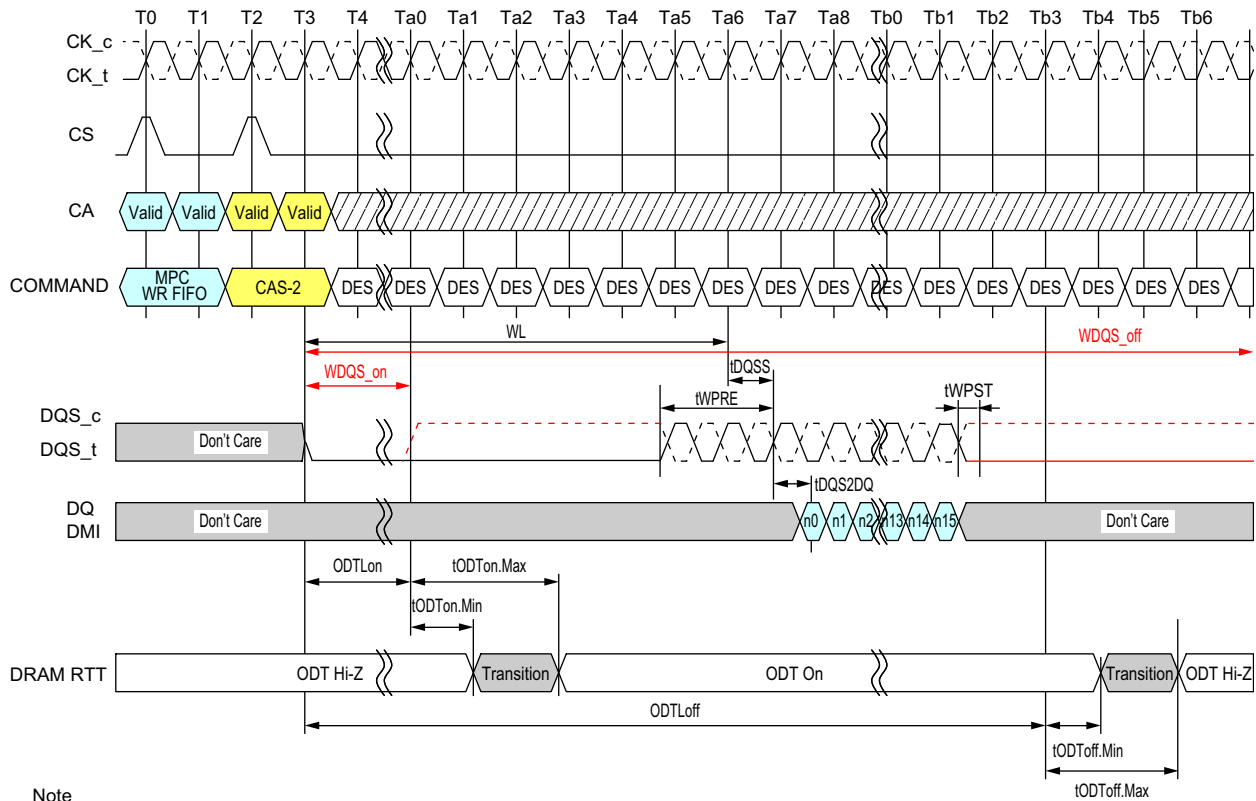 T0 T1 T2 T3 T4 Ta0 Ta1 Ta2 Ta3 Ta4 Ta5 Ta6 Ta7 Ta8 Tb0 Tb1 Tb2 Tb3 Tb4 Tb5 Tb6
CK_c
CK_t
CS
CA Valid Valid Valid Valid
COMMAND MPC WR FIFO CAS-2 DES DES DES DES DES DES DES DES DES DES DES DES DES DES DES DES DES
WL
WDQS_off
tDQSS
WDQS_on
tWPRE
tWPST
DQS_c
DQS_t
Don't Care
tDQS2DQ
DQ
DMI
Don't Care n0 n1 n2 n13 n14 n15 Don't Care
ODTLon
tODTon.Max
tODTon.Min
DRAM RTT ODT Hi-Z Transition ODT On Transition ODT Hi-Z
ODTLoff
tODToff.Min
tODToff.Max
Note